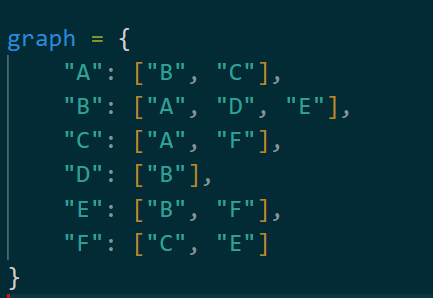 graph = {
    "A": ["B", "C"],
    "B": ["A", "D", "E"],
    "C": ["A", "F"],
    "D": ["B"],
    "E": ["B", "F"],
    "F": ["C", "E"]
}